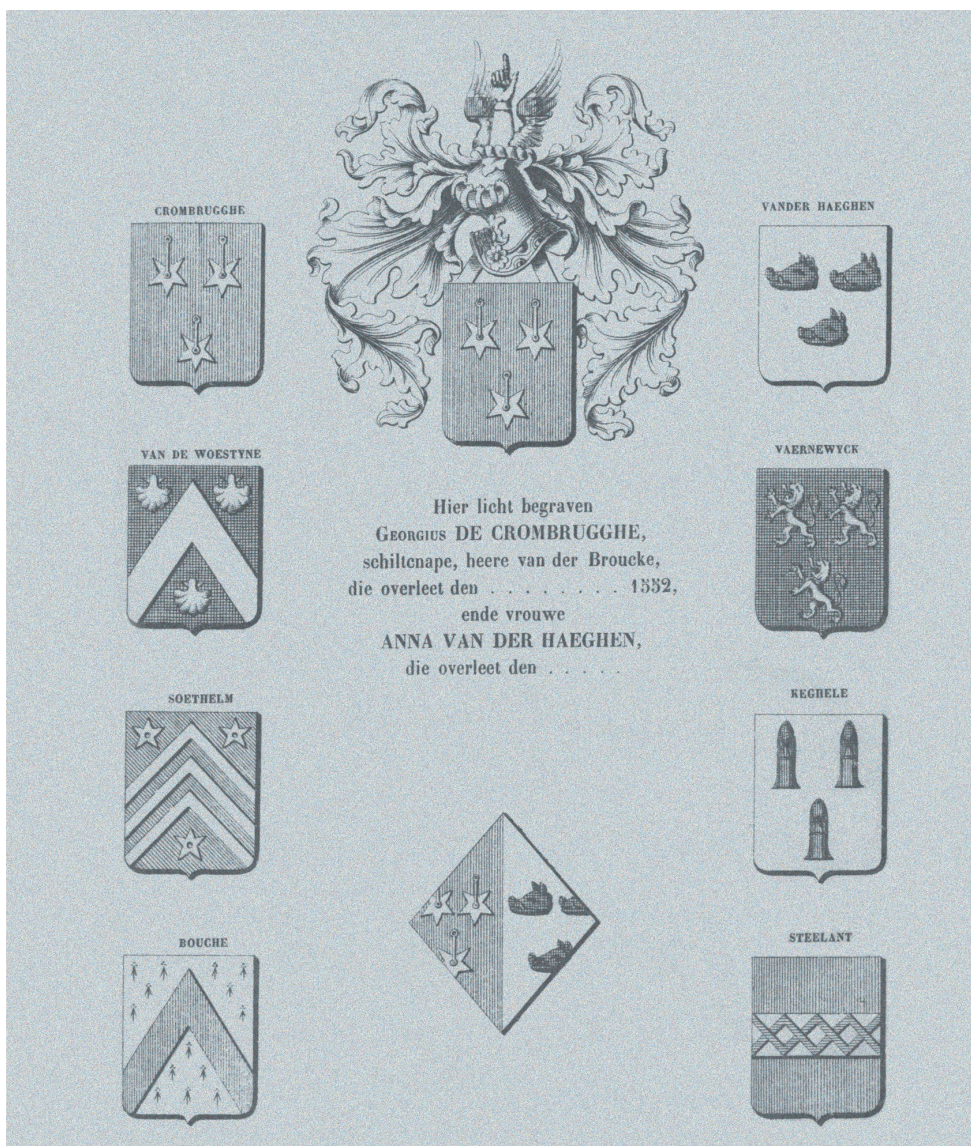 CROMBRUGGHE
VANDER HAEGHEN
VAN DE WOESTYNE
VAERNEWYCK
Hier licht begraven
GEORGIUS DE CROMBRUGGHE,
schiltcnape, heere van der Broucke,
die overleet den . . . . . . . . 1552,
ende vrouwe
ANNA VAN DER HAEGHEN,
die overleet den . . . . .
SOETHELM
KEGHELE
BOUCHE
STEELANT